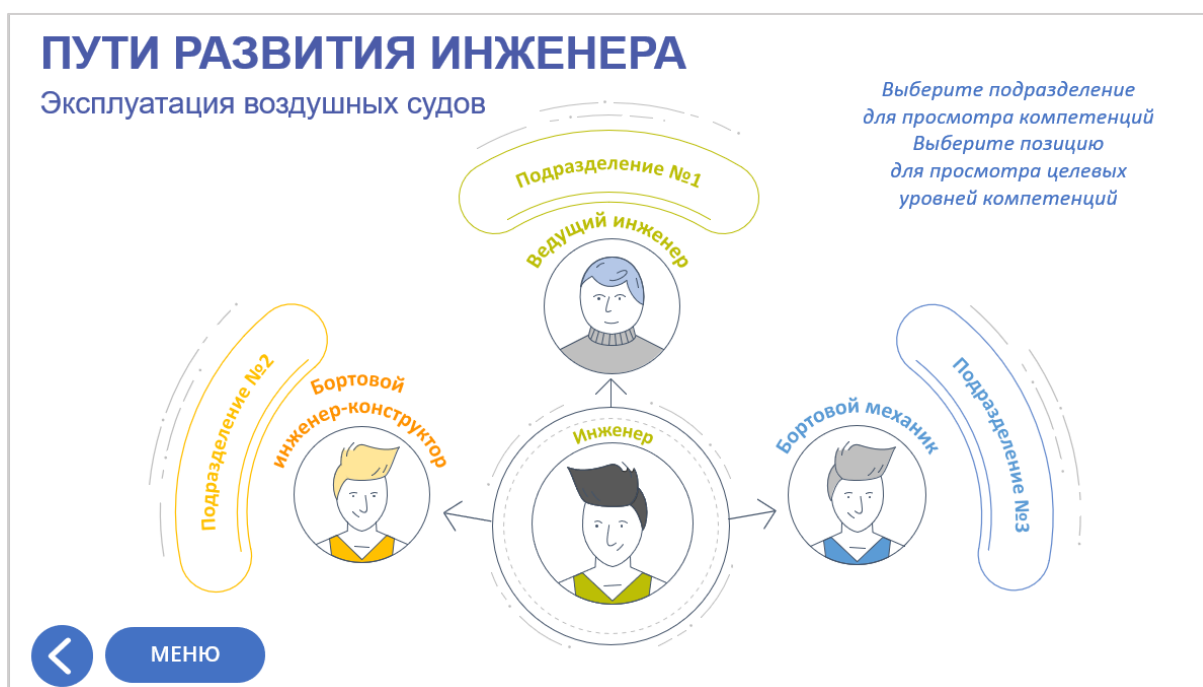 ПУТИ РАЗВИТИЯ ИНЖЕНЕРА
Эксплуатация воздушных судов
Выберите подразделение
для просмотра компетенций
Выберите позицию
для просмотра целевых
уровней компетенций
Подразделение №1
Ведущий инженер
Подразделение №2
Бортовой
инженер-конструктор
Инженер
Бортовой механик
Подразделение №3
МЕНЮ